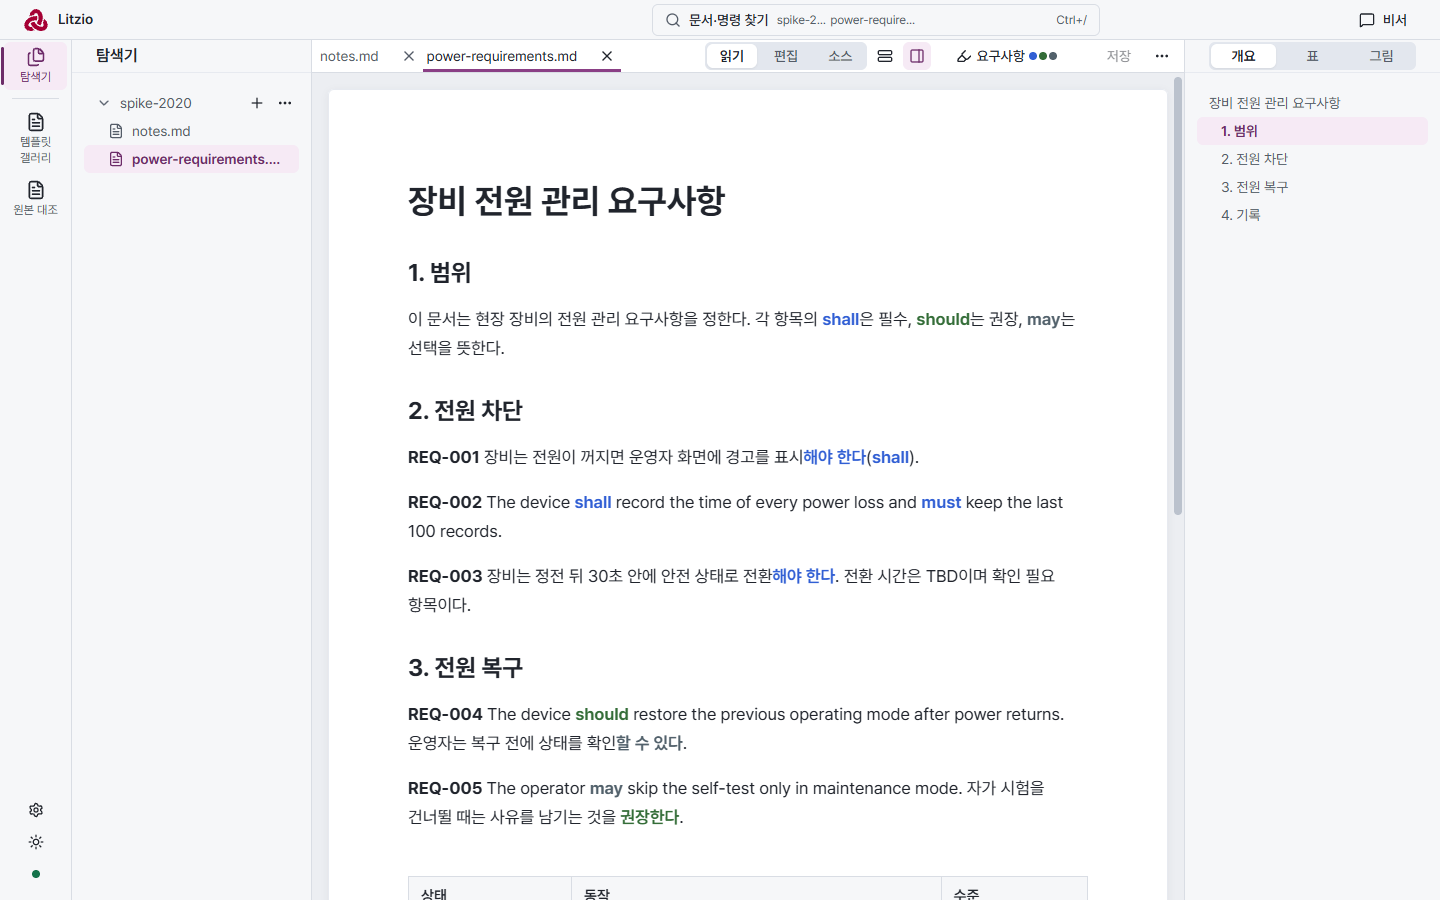 Litzio
문서·명령 찾기 spike-2... power-require... Ctrl+/
비서
탐색기
템플릿
갤러리
원본 대조
탐색기
spike-2020
notes.md
power-requirements....
notes.md
power-requirements.md
읽기 편집 소스
요구사항
저장
장비 전원 관리 요구사항
1. 범위
이 문서는 현장 장비의 전원 관리 요구사항을 정한다. 각 항목의 shall은 필수, should는 권장, may는
선택을 뜻한다.
2. 전원 차단
REQ-001 장비는 전원이 꺼지면 운영자 화면에 경고를 표시해야 한다(shall).
REQ-002 The device shall record the time of every power loss and must keep the last
100 records.
REQ-003 장비는 정전 뒤 30초 안에 안전 상태로 전환해야 한다. 전환 시간은 TBD이며 확인 필요
항목이다.
3. 전원 복구
REQ-004 The device should restore the previous operating mode after power returns.
운영자는 복구 전에 상태를 확인할 수 있다.
REQ-005 The operator may skip the self-test only in maintenance mode. 자가 시험을
건너뛸 때는 사유를 남기는 것을 권장한다.
상태 동작 수준
개요 표 그림
장비 전원 관리 요구사항
1. 범위
2. 전원 차단
3. 전원 복구
4. 기록